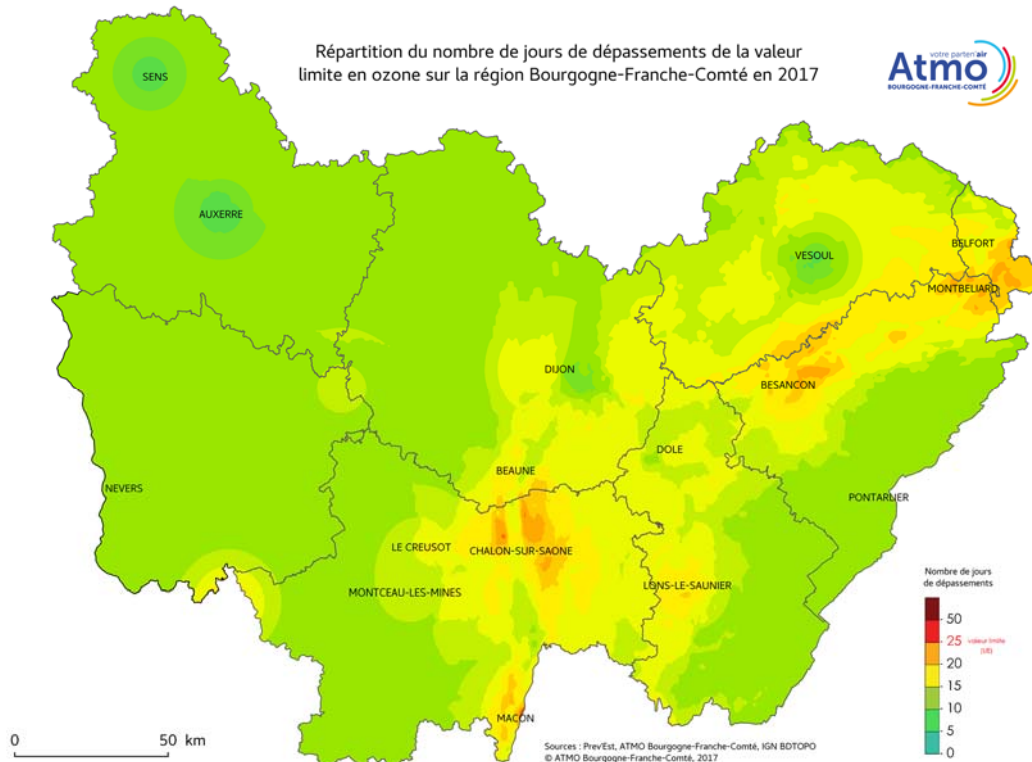 Répartition du nombre de jours de dépassements de la valeur
limite en ozone sur la région Bourgogne-Franche-Comté en 2017
votre parten'air
Atmo
BOURGOGNE-FRANCHE-COMTÉ
SENS
AUXERRE
VESOUL
BELFORT
MONTBELIARD
DIJON
BESANCON
DOLE
BEAUNE
NEVERS
PONTARLIER
LE CREUSOT
CHALON-SUR-SAONE
MONTCEAU-LES-MINES
LONS-LE-SAUNIER
MACON
Nombre de jours
de dépassements
50
25 valeur limite
(UE)
20
15
10
5
0
0 50 km
Sources : Prev'Est, ATMO Bourgogne-Franche-Comté, IGN BDTOPO
© ATMO Bourgogne-Franche-Comté, 2017